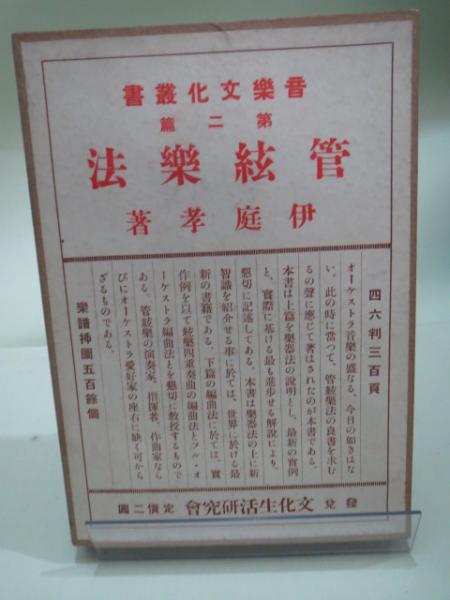 書叢化文樂音
篇二第
法樂絃管
著孝庭伊
四六判三百頁
オーケストラ音樂の盛なる、今日の如きはな
い。此の時に當つて、管絃樂法の良書を求む
るの聲に應じて著はされたのが本書である。
本書は上篇を樂器法の說明とし、最新の實例
と、實際に基ける最も進步せる解說により、
懇切に記述してある。本書は樂器法の上に新
智識を紹介せる事に於ては、世界に於ける最
新の書籍である。下篇の編曲法に於ては、實
作例を以て絃樂四重奏曲の編曲法とフル・オ
ーケストラ編曲法とを懇切に敎授するもので
ある。管絃樂の演奏家、指揮者、作曲家なら
びにオーケストラ愛好家の座右に缺く可から
ざるものである。
樂譜揷圖五百餘個
圓二價定 會究研活生化文 兌發